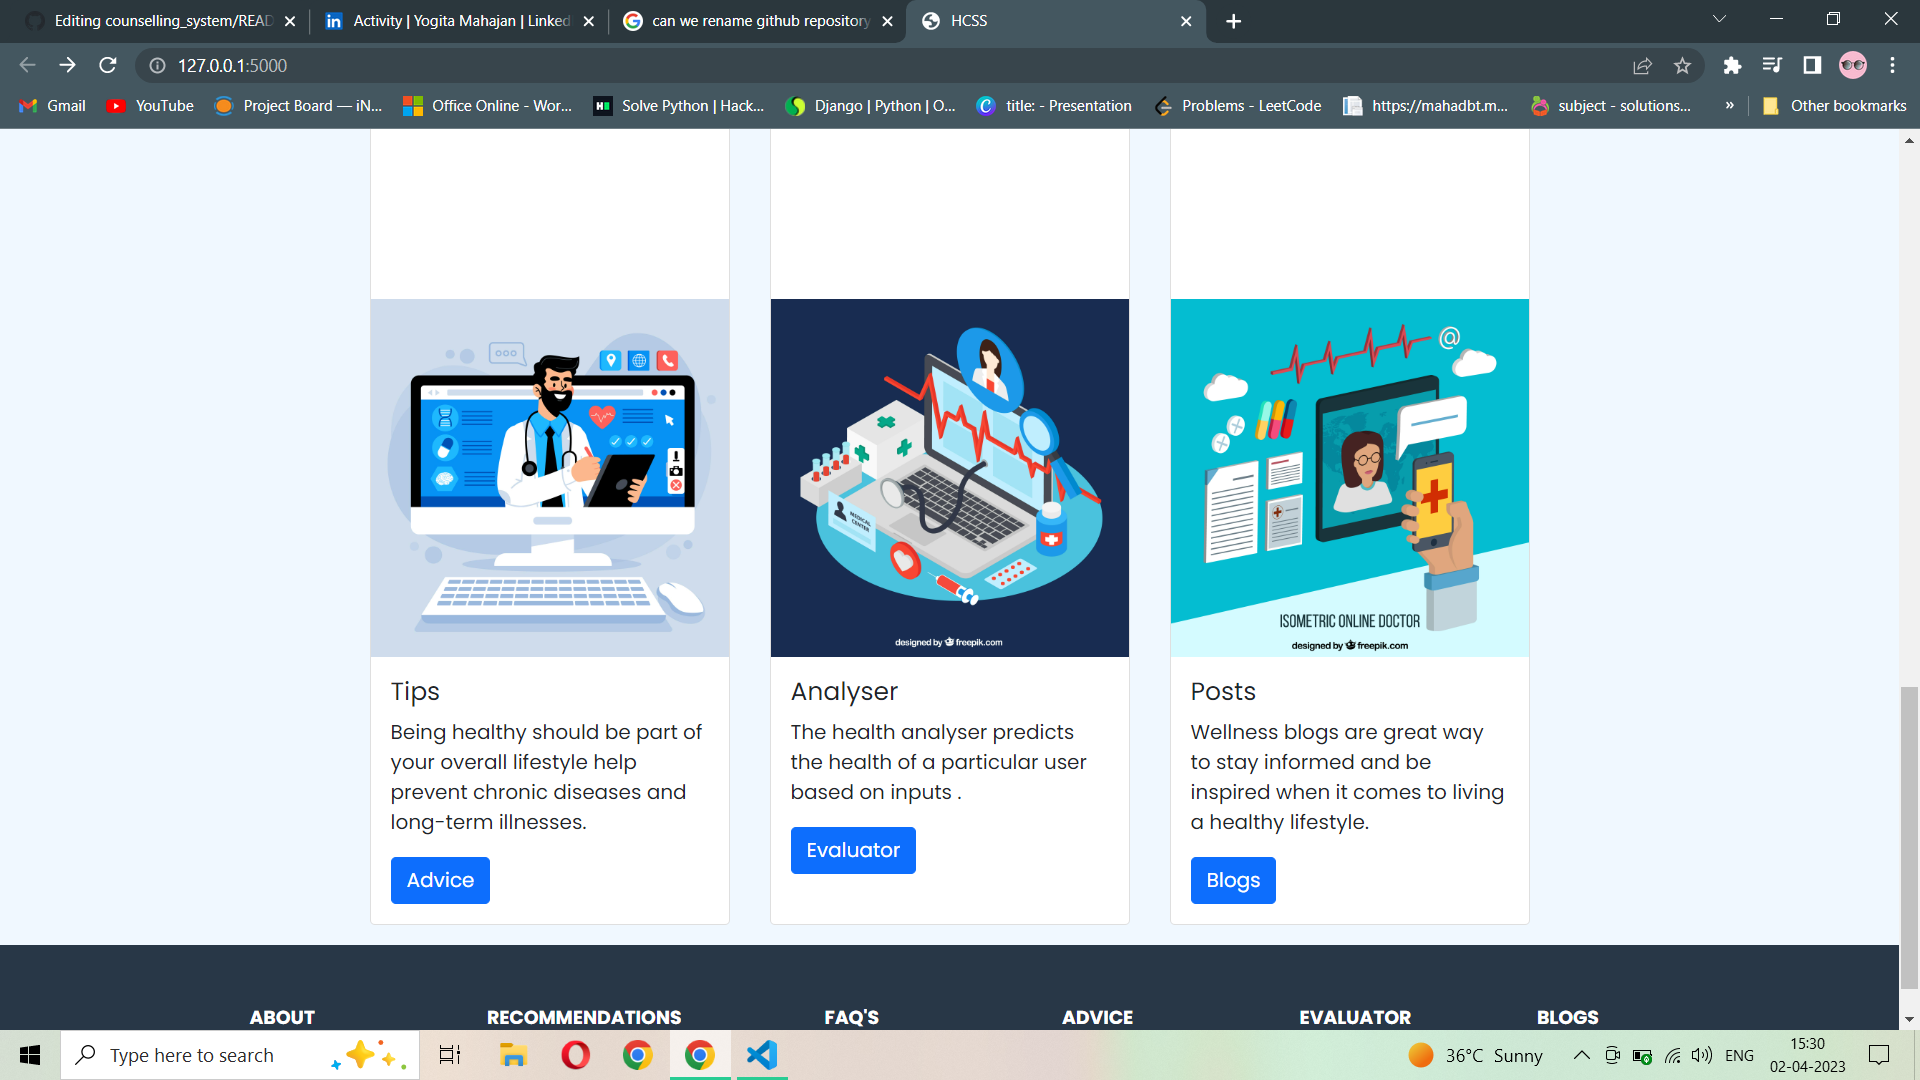 Editing counselling_system/READ
Activity | Yogita Mahajan | Linked
can we rename github repository
HCSS
127.0.0.1:5000
Gmail
YouTube
Project Board — iN...
Office Online - Wor...
Solve Python | Hack...
Django | Python | O...
title: - Presentation
Problems - LeetCode
https://mahadbt.m...
subject - solutions...
»
Other bookmarks
MEDICAL
CENTER
@
ISOMETRIC ONLINE DOCTOR
designed by freepik.com
designed by freepik.com
Tips
Being healthy should be part of
your overall lifestyle help
prevent chronic diseases and
long-term illnesses.
Advice
Analyser
The health analyser predicts
the health of a particular user
based on inputs .
Evaluator
Posts
Wellness blogs are great way
to stay informed and be
inspired when it comes to living
a healthy lifestyle.
Blogs
ABOUT
RECOMMENDATIONS
FAQ'S
ADVICE
EVALUATOR
BLOGS
Type here to search
36°C Sunny
ENG
15:30
02-04-2023